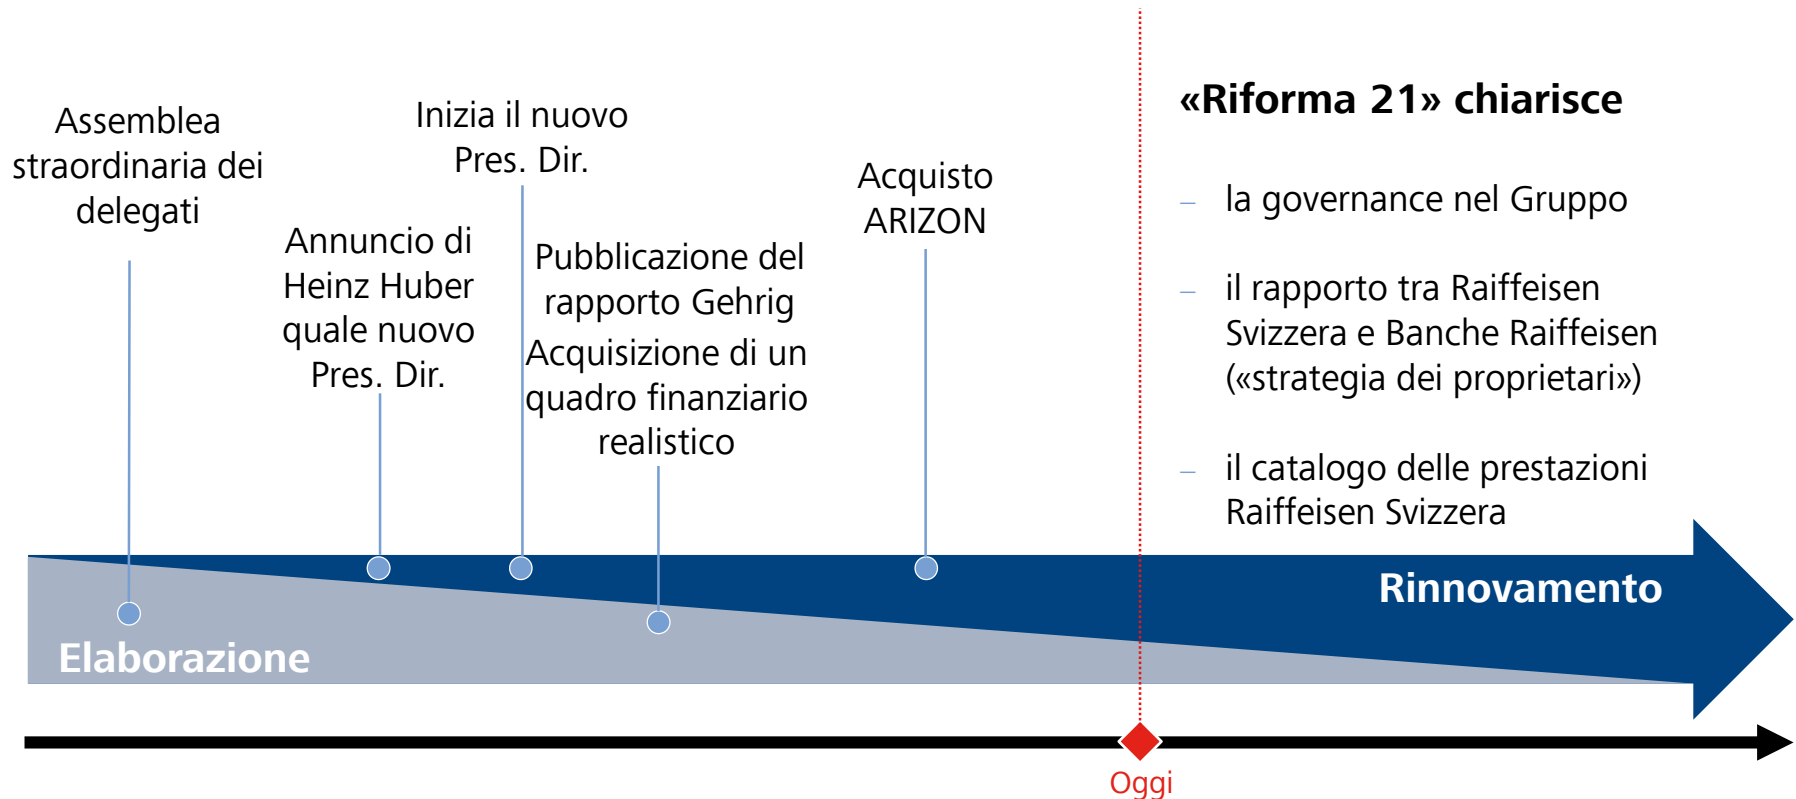 Assemblea
straordinaria dei
delegati
Annuncio di
Heinz Huber
quale nuovo
Pres. Dir.
Inizia il nuovo
Pres. Dir.
Pubblicazione del
rapporto Gehrig
Acquisizione di un
quadro finanziario
realistico
Acquisto
ARIZON
«Riforma 21» chiarisce
– la governance nel Gruppo
– il rapporto tra Raiffeisen
Svizzera e Banche Raiffeisen
(«strategia dei proprietari»)
– il catalogo delle prestazioni
Raiffeisen Svizzera
Rinnovamento
Elaborazione
Oggi